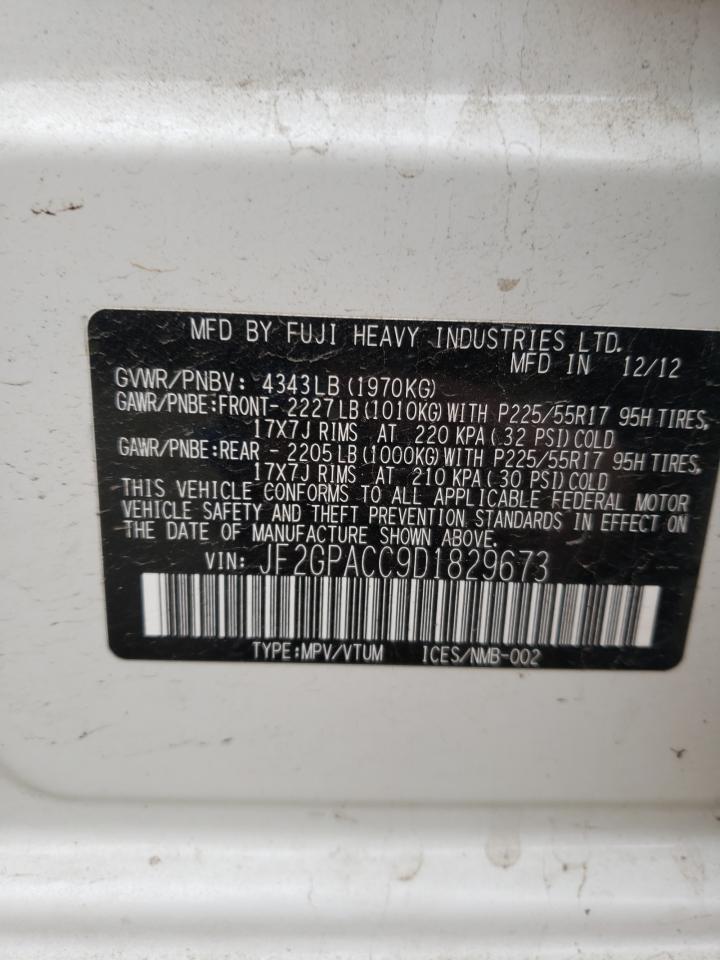 MFD BY FUJI HEAVY INDUSTRIES LTD.
MFD IN 12/12
GVWR/PNBV: 4343LB (1970KG)
GAWR/PNBE:FRONT- 2227LB (1010KG) WITH P225/55R17 95H TIRES,
17X7J RIMS AT 220 KPA ( 32 PSI) COLD
GAWR/PNBE:REAR - 2205LB (1000KG) WITH P225/55R17 95H TIRES,
17X7J RIMS AT 210 KPA ( 30 PSI) COLD
THIS VEHICLE CONFORMS TO ALL APPLICABLE FEDERAL MOTOR
VEHICLE SAFETY AND THEFT PREVENTION STANDARDS IN EFFECT ON
THE DATE OF MANUFACTURE SHOWN ABOVE.
VIN: JF2GPACC9D1829673
TYPE:MPV/VTUM ICES/NMB-002